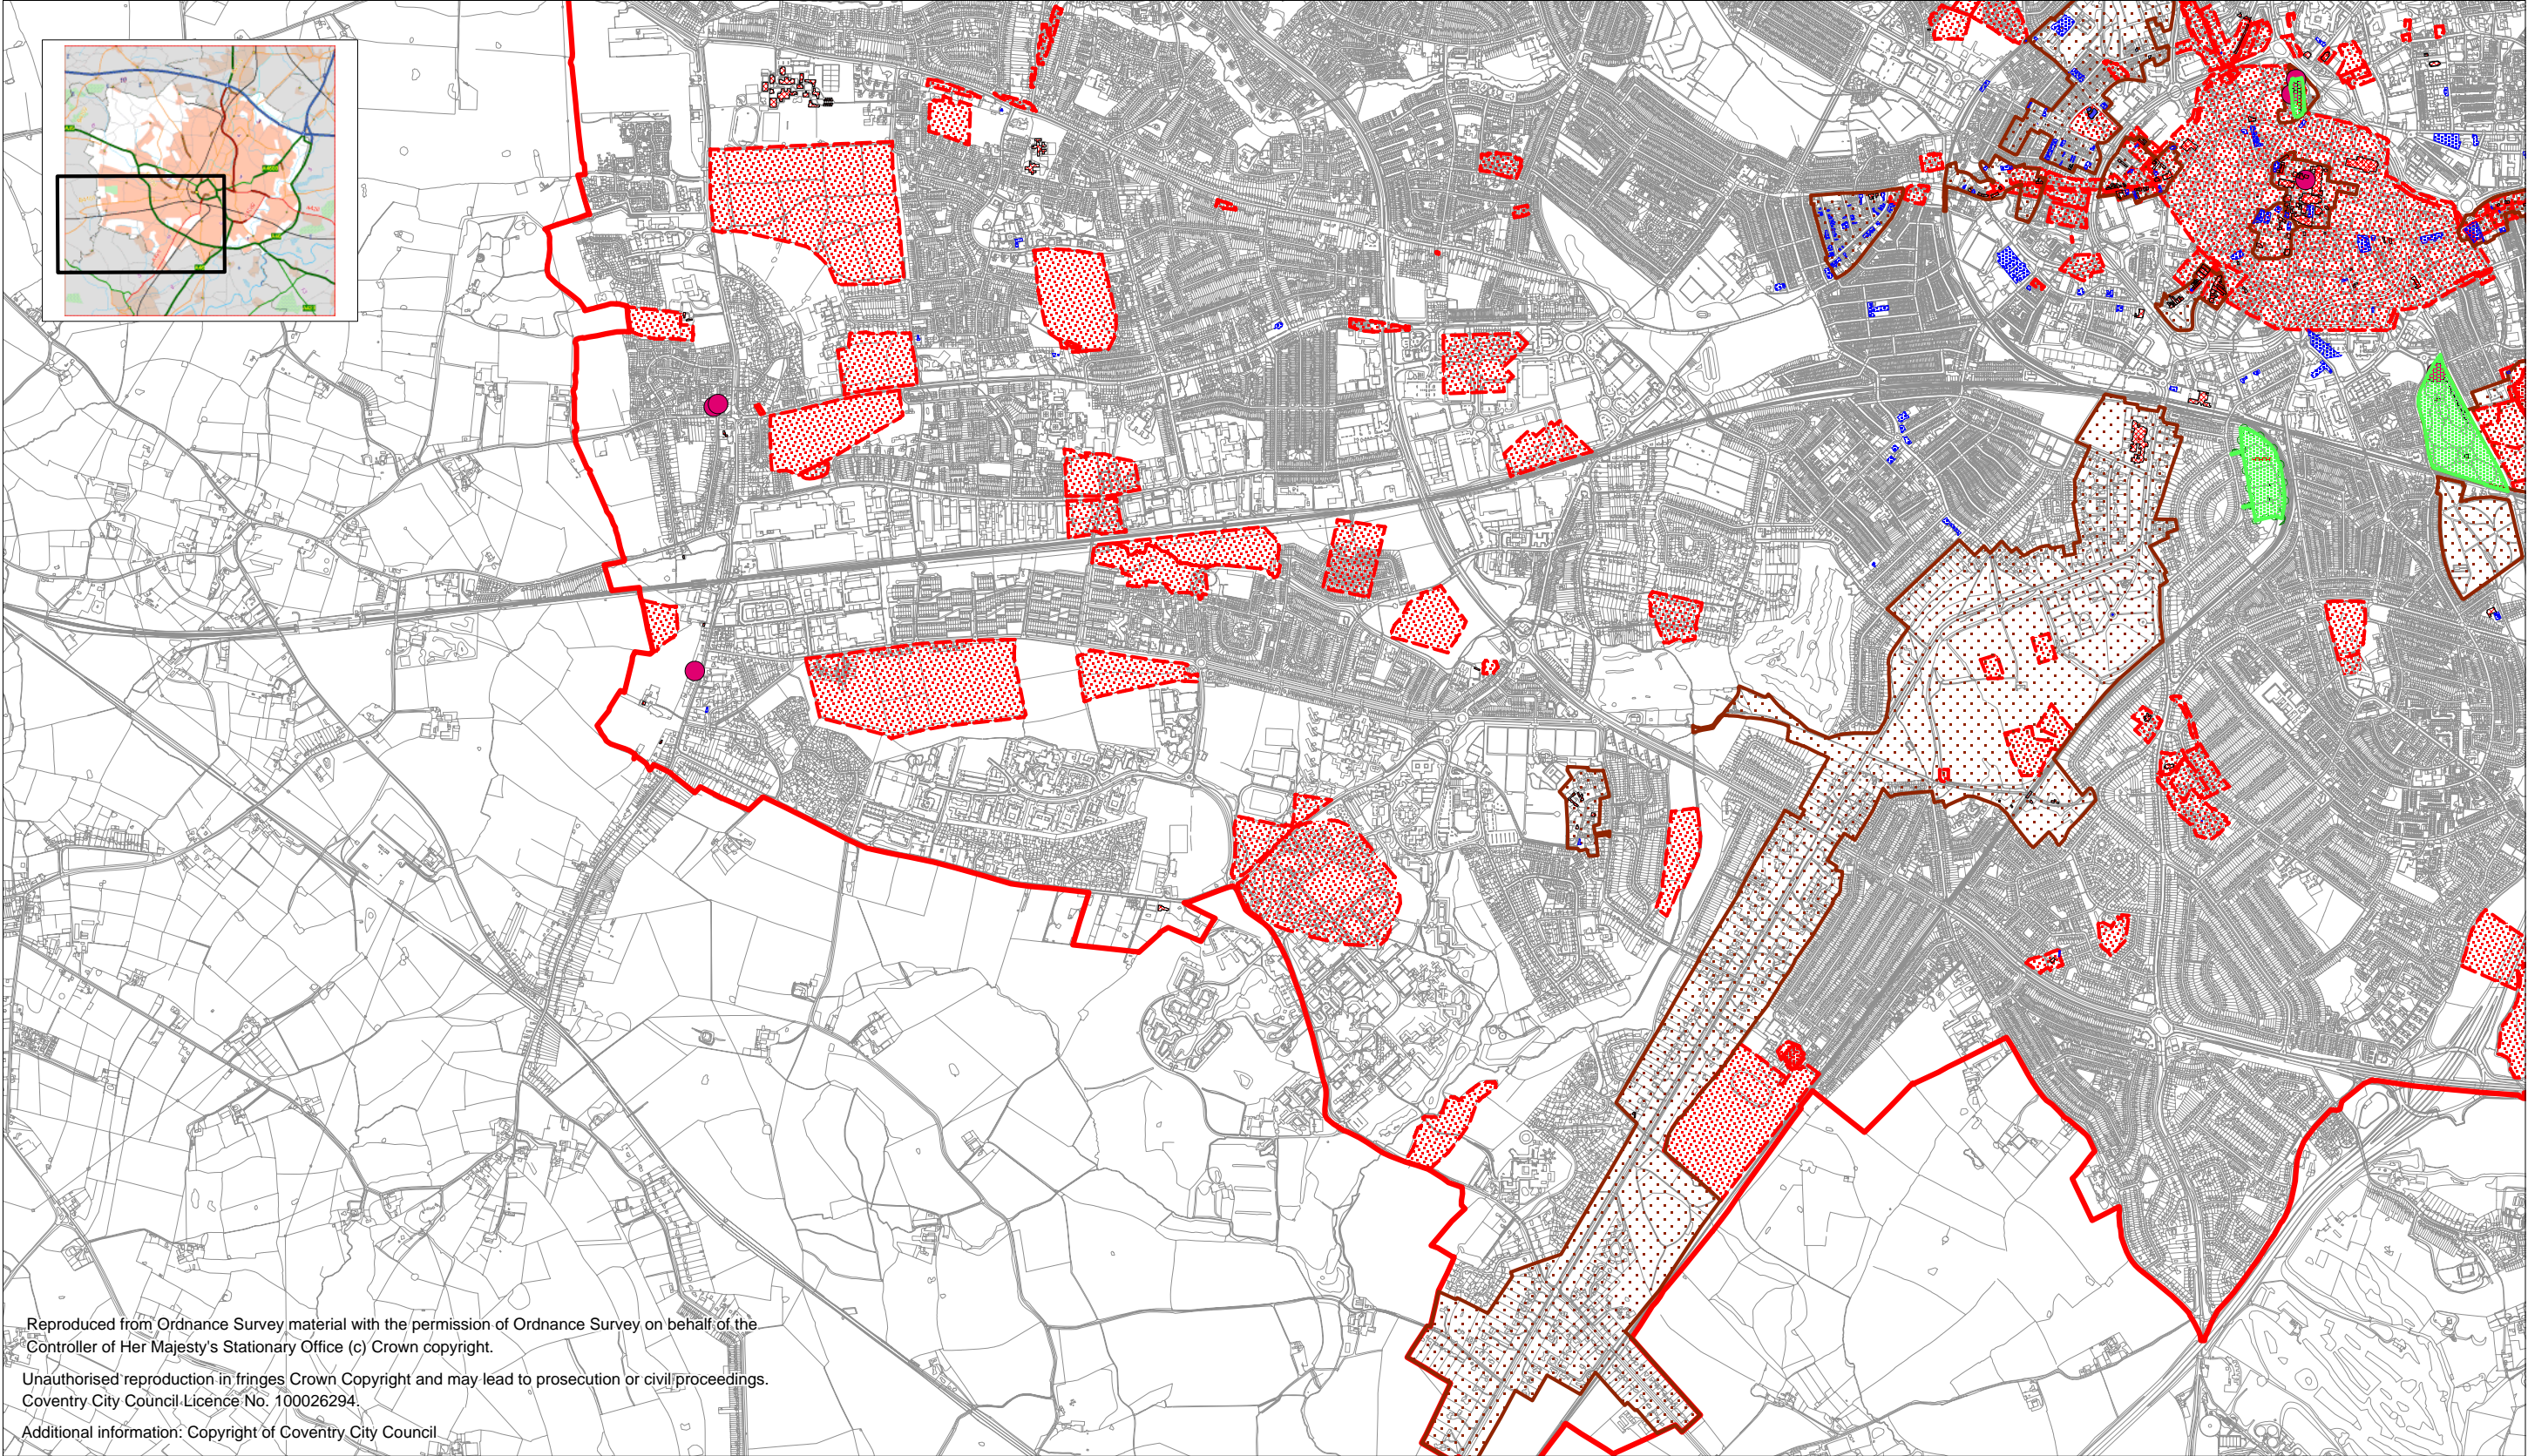 Reproduced from Ordnance Survey material with the permission of Ordnance Survey on behalf of the
Controller of Her Majesty's Stationary Office (c) Crown copyright.
Unauthorised reproduction in fringes Crown Copyright and may lead to prosecution or civil proceedings.
Coventry City Council Licence No. 100026294.
Additional information: Copyright of Coventry City Council